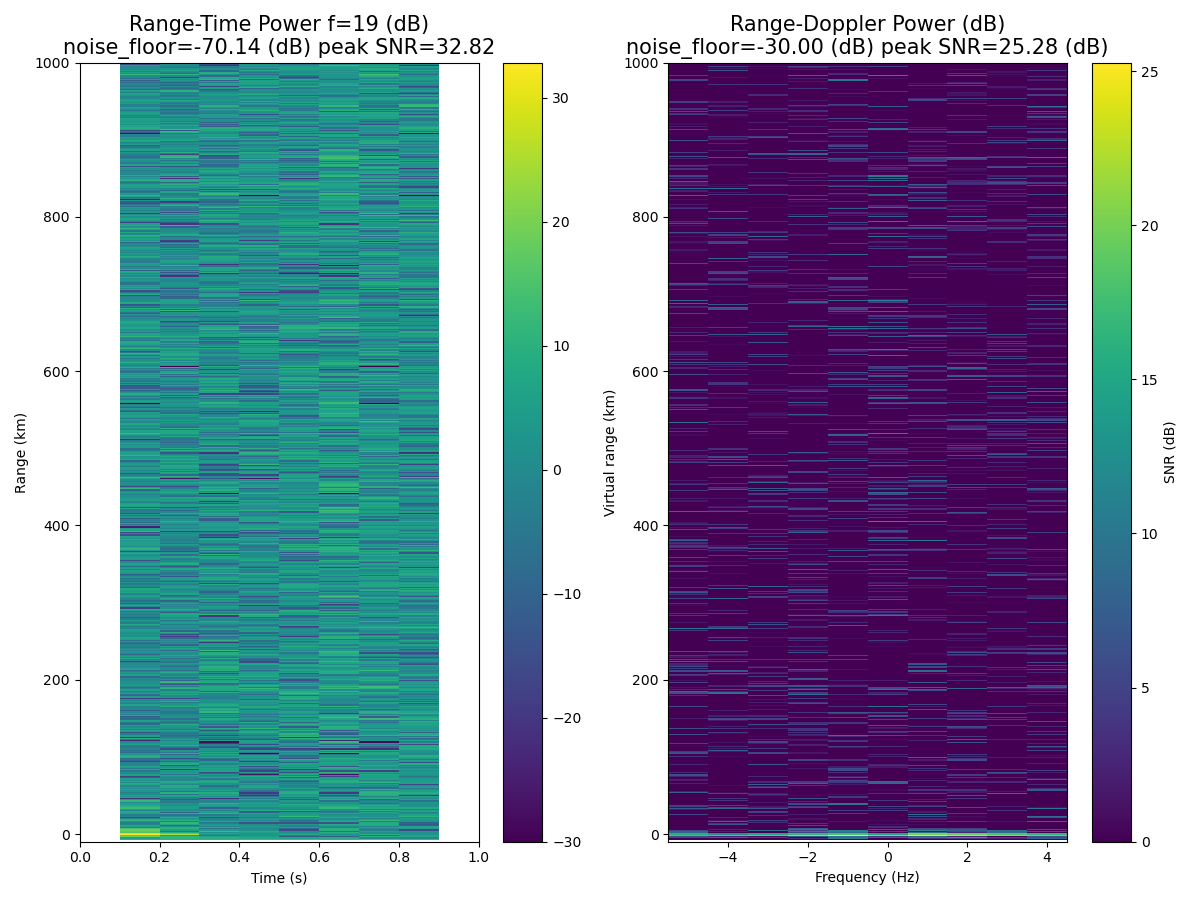 Range-Time Power f=19 (dB)
noise_floor=-70.14 (dB) peak SNR=32.82
Range (km)
1000
800
600
400
200
0
0.0 0.2 0.4 0.6 0.8 1.0
Time (s)
30
20
10
0
−10
−20
−30
Range-Doppler Power (dB)
noise_floor=-30.00 (dB) peak SNR=25.28 (dB)
Virtual range (km)
1000
800
600
400
200
0
−4 −2 0 2 4
Frequency (Hz)
25
20
15
10
5
0
SNR (dB)